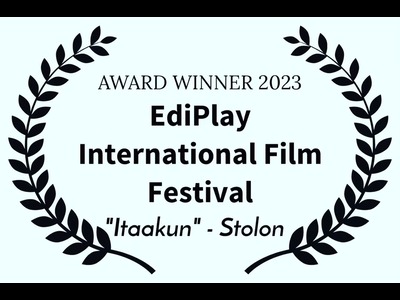 AWARD WINNER 2023
EdiPlay
International Film
Festival
"Itaakun" - Stolon